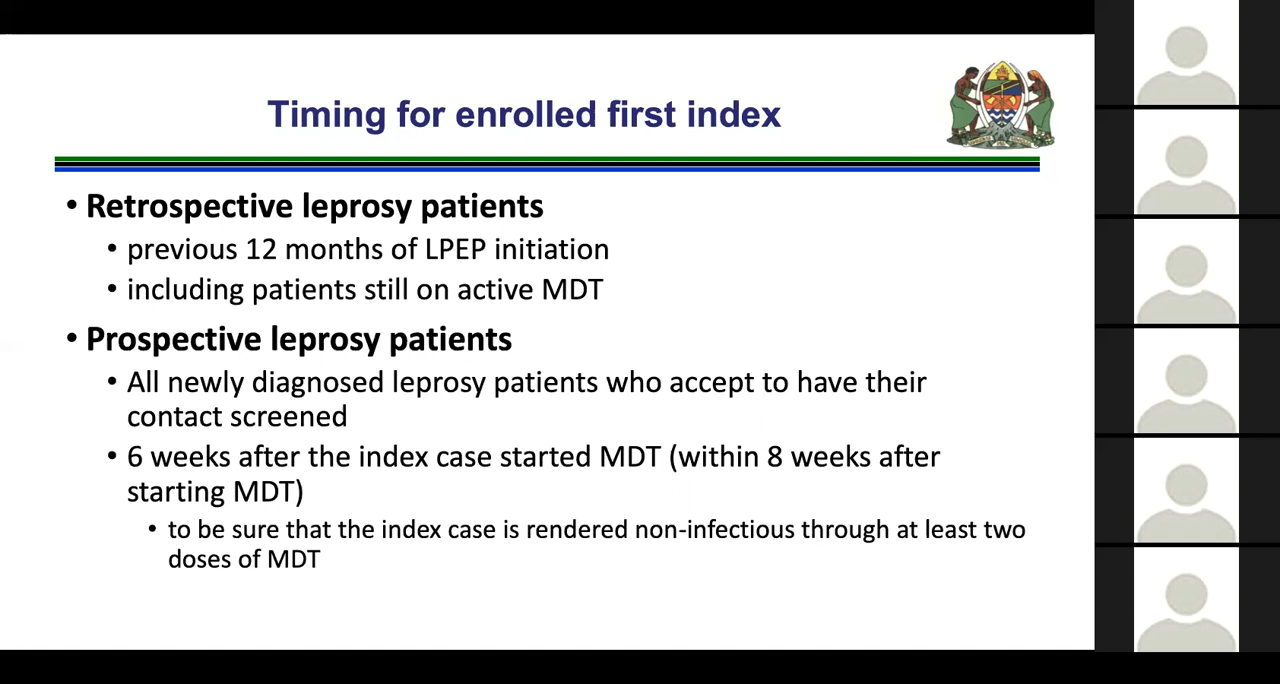 Timing for enrolled first index
• Retrospective leprosy patients
• previous 12 months of LPEP initiation
• including patients still on active MDT
• Prospective leprosy patients
• All newly diagnosed leprosy patients who accept to have their
contact screened
• 6 weeks after the index case started MDT (within 8 weeks after
starting MDT)
• to be sure that the index case is rendered non-infectious through at least two
doses of MDT